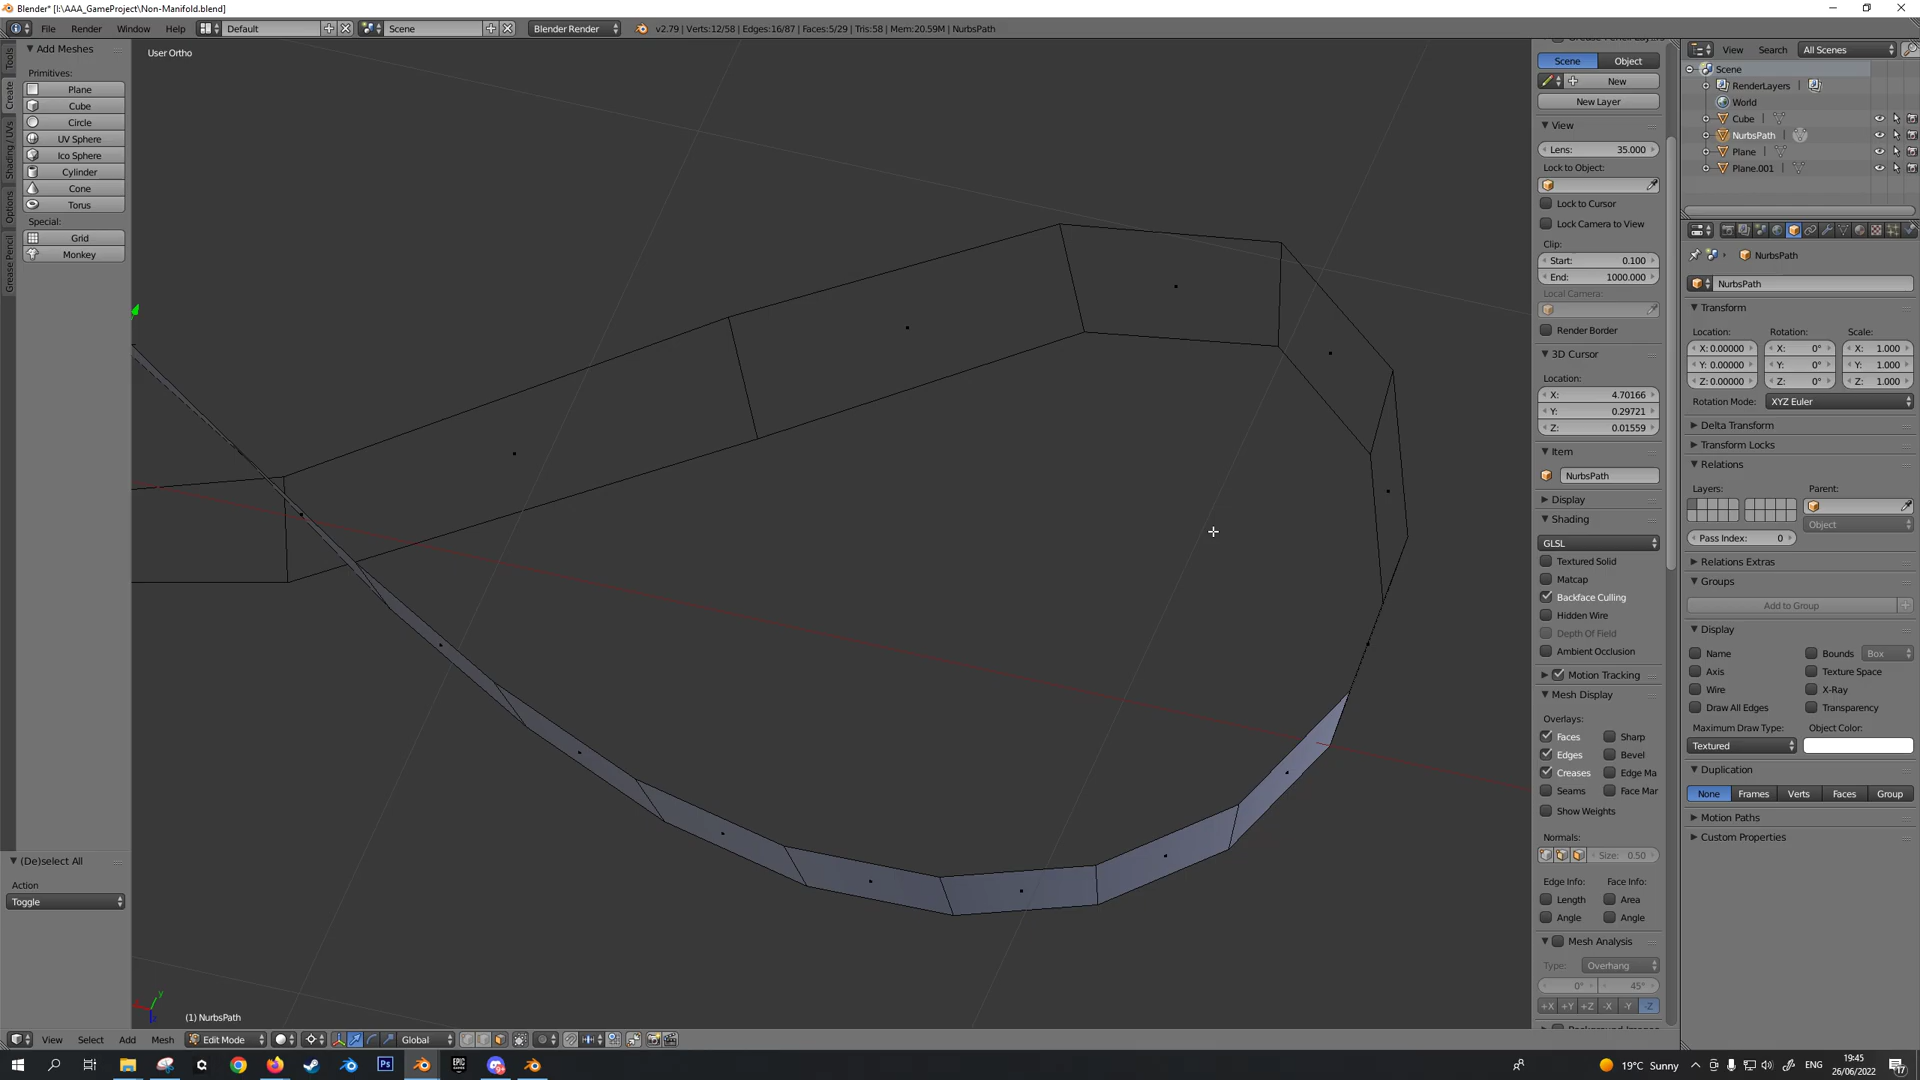 Blender* [I:\AAA_GameProject\Non-Manifold.blend]
File Render Window Help Default Scene Blender Render v2.79 | Verts:12/58 | Edges:16/87 | Faces:5/29 | Tris:58 | Mem:20.59M | NurbsPath
View Search All Scenes
Add Meshes
User Ortho
Primitives:
Plane
Cube
Circle
UV Sphere
Ico Sphere
Cylinder
Cone
Torus
Special:
Grid
Monkey
Tools
Create
Shading / UVs
Options
Grease Pencil
(De)select All
Action
Toggle
(1) NurbsPath
Scene Object
New
New Layer
View
Lens: 35.000
Lock to Object:
Lock to Cursor
Lock Camera to View
Clip:
Start: 0.100
End: 1000.000
Local Camera:
Render Border
3D Cursor
Location:
X: 4.70166
Y: 0.29721
Z: 0.01559
Item
NurbsPath
Display
Shading
GLSL
Textured Solid
Matcap
Backface Culling
Hidden Wire
Depth Of Field
Ambient Occlusion
Motion Tracking
Mesh Display
Overlays:
Faces Sharp
Edges Bevel
Creases Edge Ma
Seams Face Mar
Show Weights
Normals:
Size: 0.50
Edge Info: Face Info:
Length Area
Angle Angle
Mesh Analysis
Type: Overhang
0° 45°
+X +Y +Z -X -Y -Z
Scene
RenderLayers
World
Cube
NurbsPath
Plane
Plane.001
NurbsPath
NurbsPath
Transform
Location: Rotation: Scale:
X: 0.00000 X: 0° X: 1.000
Y: 0.00000 Y: 0° Y: 1.000
Z: 0.00000 Z: 0° Z: 1.000
Rotation Mode: XYZ Euler
Delta Transform
Transform Locks
Relations
Layers: Parent:
Object
Pass Index: 0
Relations Extras
Groups
Add to Group
Display
Name Bounds Box
Axis Texture Space
Wire X-Ray
Draw All Edges Transparency
Maximum Draw Type: Object Color:
Textured
Duplication
None Frames Verts Faces Group
Motion Paths
Custom Properties
View Select Add Mesh Edit Mode Global
19°C Sunny ENG 19:45
26/06/2022